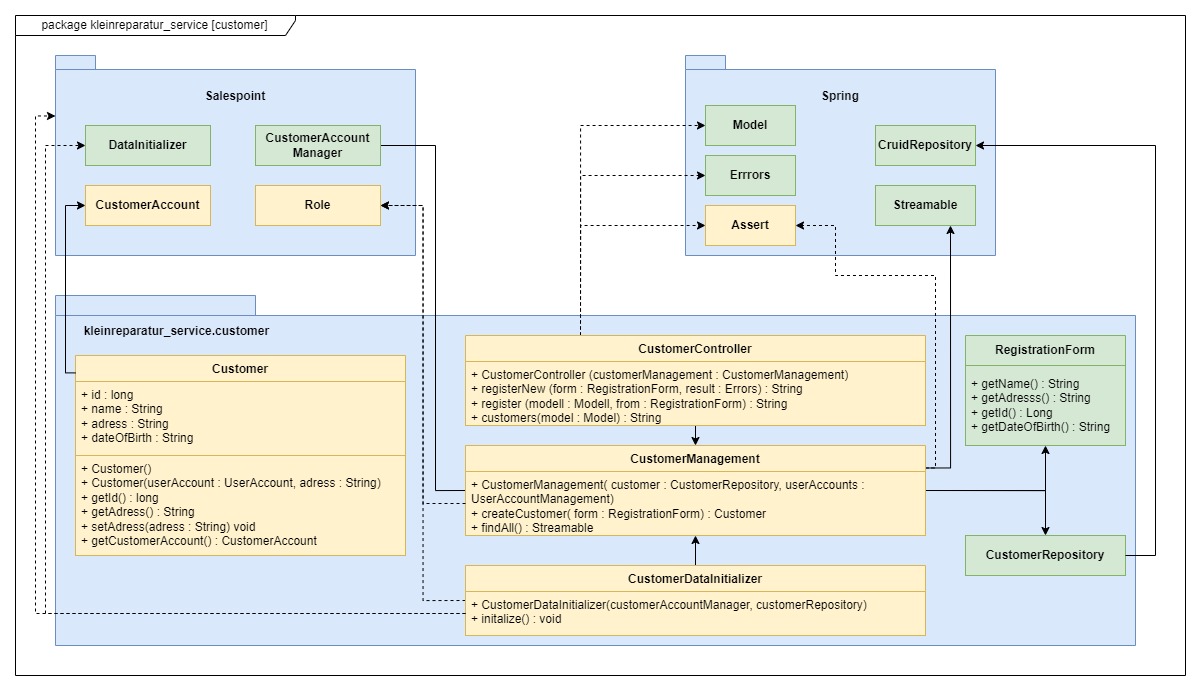 package kleinreparatur_service [customer]
Salespoint
DataInitializer
CustomerAccount
Manager
CustomerAccount
Role
Spring
Model
Errrors
Assert
CruidRepository
Streamable
kleinreparatur_service.customer
Customer
+ id : long
+ name : String
+ adress : String
+ dateOfBirth : String
+ Customer()
+ Customer(userAccount : UserAccount, adress : String)
+ getId() : long
+ getAdress() : String
+ setAdress(adress : String) void
+ getCustomerAccount() : CustomerAccount
CustomerController
+ CustomerController (customerManagement : CustomerManagement)
+ registerNew (form : RegistrationForm, result : Errors) : String
+ register (modell : Modell, from : RegistrationForm) : String
+ customers(model : Model) : String
CustomerManagement
+ CustomerManagement( customer : CustomerRepository, userAccounts :
UserAccountManagement)
+ createCustomer( form : RegistrationForm) : Customer
+ findAll() : Streamable
CustomerDataInitializer
+ CustomerDataInitializer(customerAccountManager, customerRepository)
+ initalize() : void
RegistrationForm
+ getName() : String
+ getAdresss() : String
+ getId() : Long
+ getDateOfBirth() : String
CustomerRepository